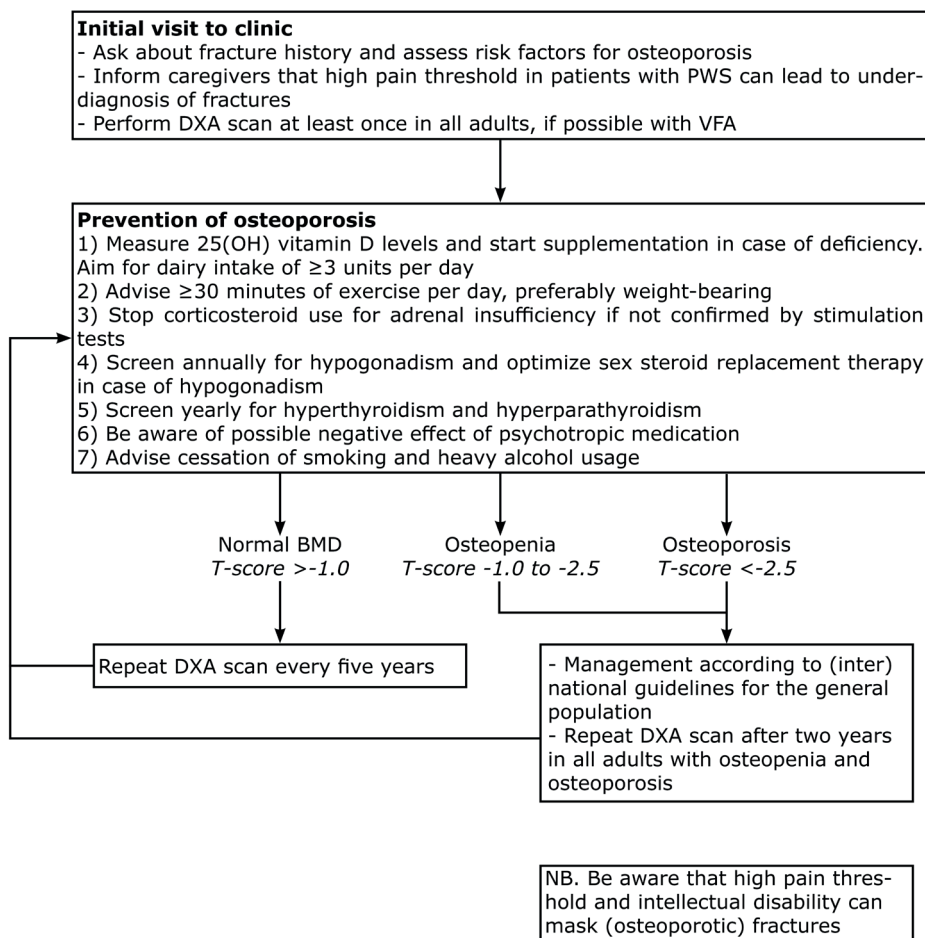 Initial visit to clinic
- Ask about fracture history and assess risk factors for osteoporosis
- Inform caregivers that high pain threshold in patients with PWS can lead to under-
diagnosis of fractures
- Perform DXA scan at least once in all adults, if possible with VFA
Prevention of osteoporosis
1) Measure 25(OH) vitamin D levels and start supplementation in case of deficiency.
Aim for dairy intake of ≥3 units per day
2) Advise ≥30 minutes of exercise per day, preferably weight-bearing
3) Stop corticosteroid use for adrenal insufficiency if not confirmed by stimulation
tests
4) Screen annually for hypogonadism and optimize sex steroid replacement therapy
in case of hypogonadism
5) Screen yearly for hyperthyroidism and hyperparathyroidism
6) Be aware of possible negative effect of psychotropic medication
7) Advise cessation of smoking and heavy alcohol usage
Normal BMD
T-score >-1.0
Osteopenia
T-score -1.0 to -2.5
Osteoporosis
T-score <-2.5
Repeat DXA scan every five years
- Management according to (inter)
national guidelines for the general
population
- Repeat DXA scan after two years
in all adults with osteopenia and
osteoporosis
NB. Be aware that high pain thres-
hold and intellectual disability can
mask (osteoporotic) fractures